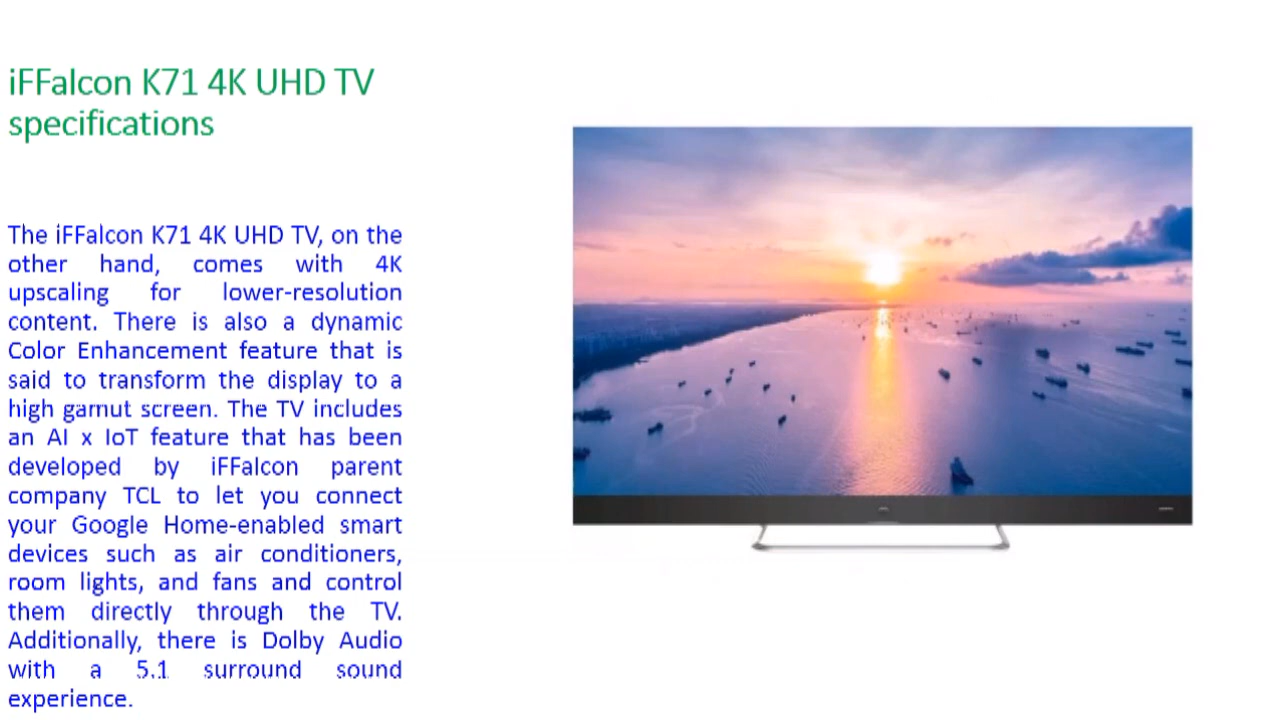 iFFalcon K71 4K UHD TV
specifications
The iFFalcon K71 4K UHD TV, on the
other hand, comes with 4K
upscaling for lower-resolution
content. There is also a dynamic
Color Enhancement feature that is
said to transform the display to a
high gamut screen. The TV includes
an AI x IoT feature that has been
developed by iFFalcon parent
company TCL to let you connect
your Google Home-enabled smart
devices such as air conditioners,
room lights, and fans and control
them directly through the TV.
Additionally, there is Dolby Audio
with a 5.1 surround sound
experience.